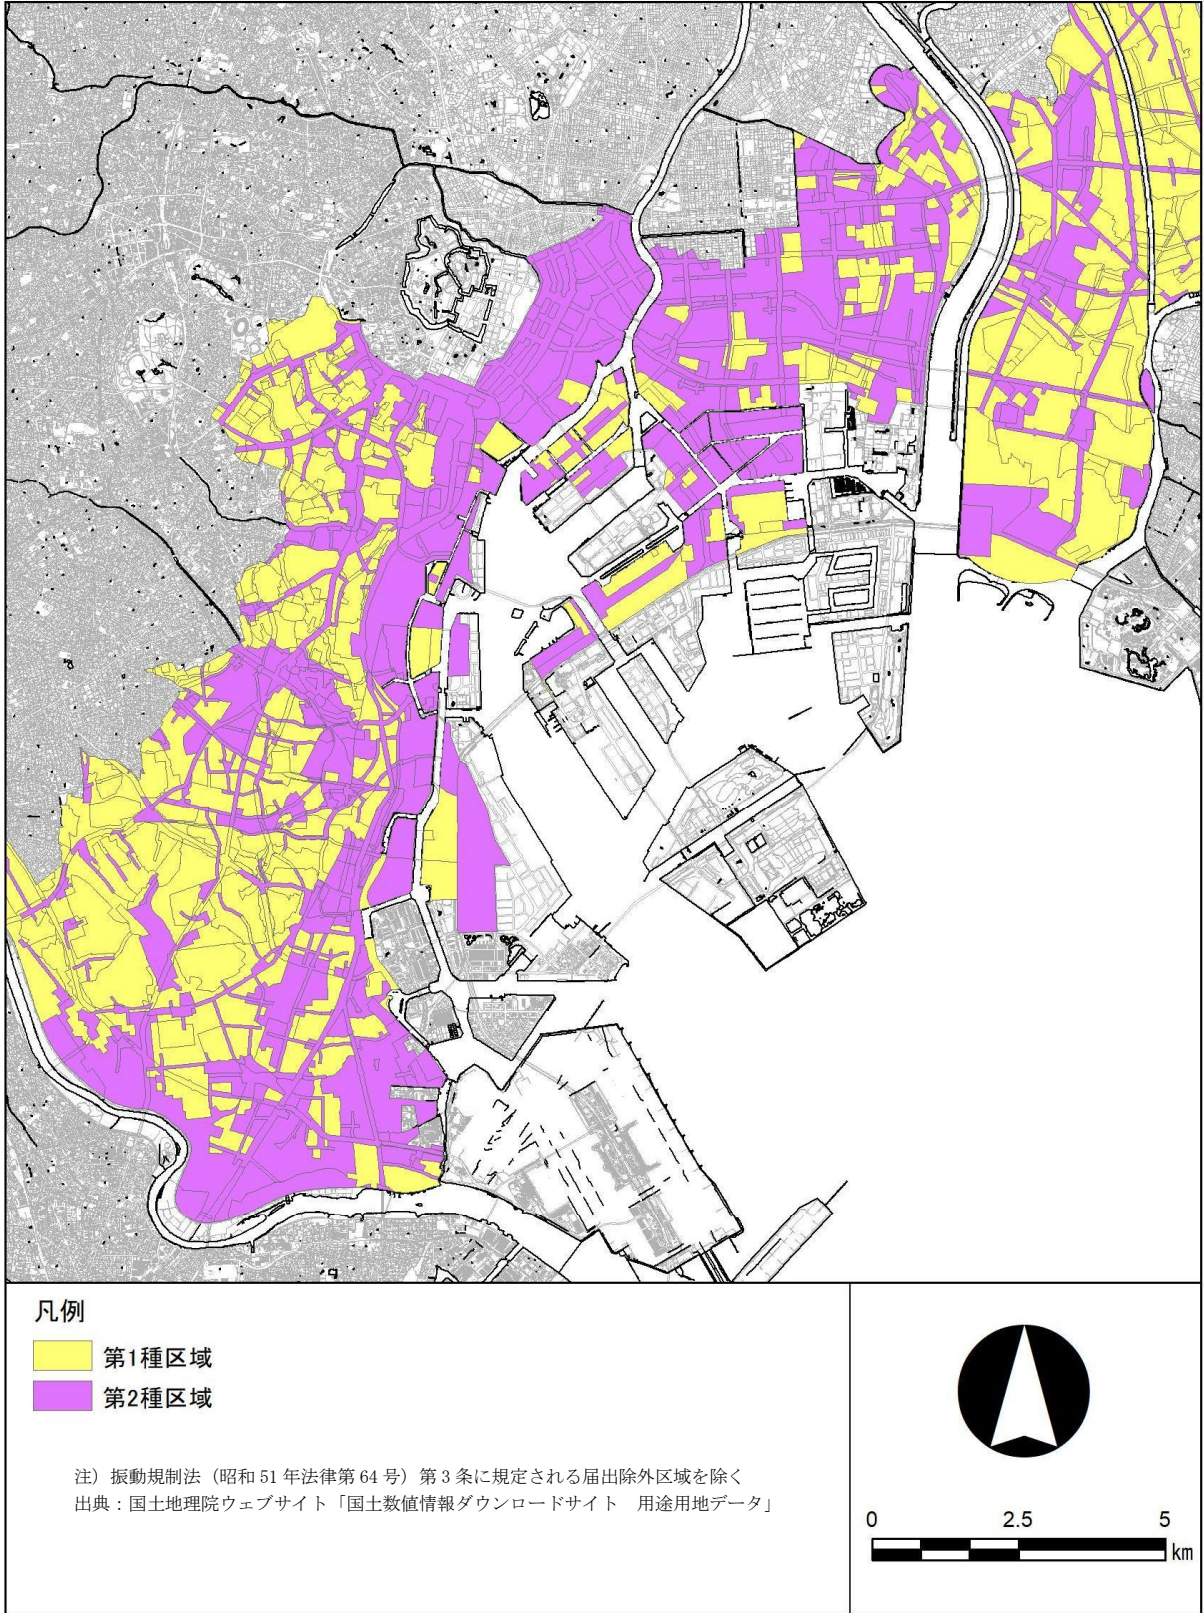 凡例
第1種区域
第2種区域
注）振動規制法（昭和 51 年法律第 64 号）第 3 条に規定される届出除外区域を除く
出典：国土地理院ウェブサイト「国土数値情報ダウンロードサイト　用途用地データ」
0 2.5 5
km